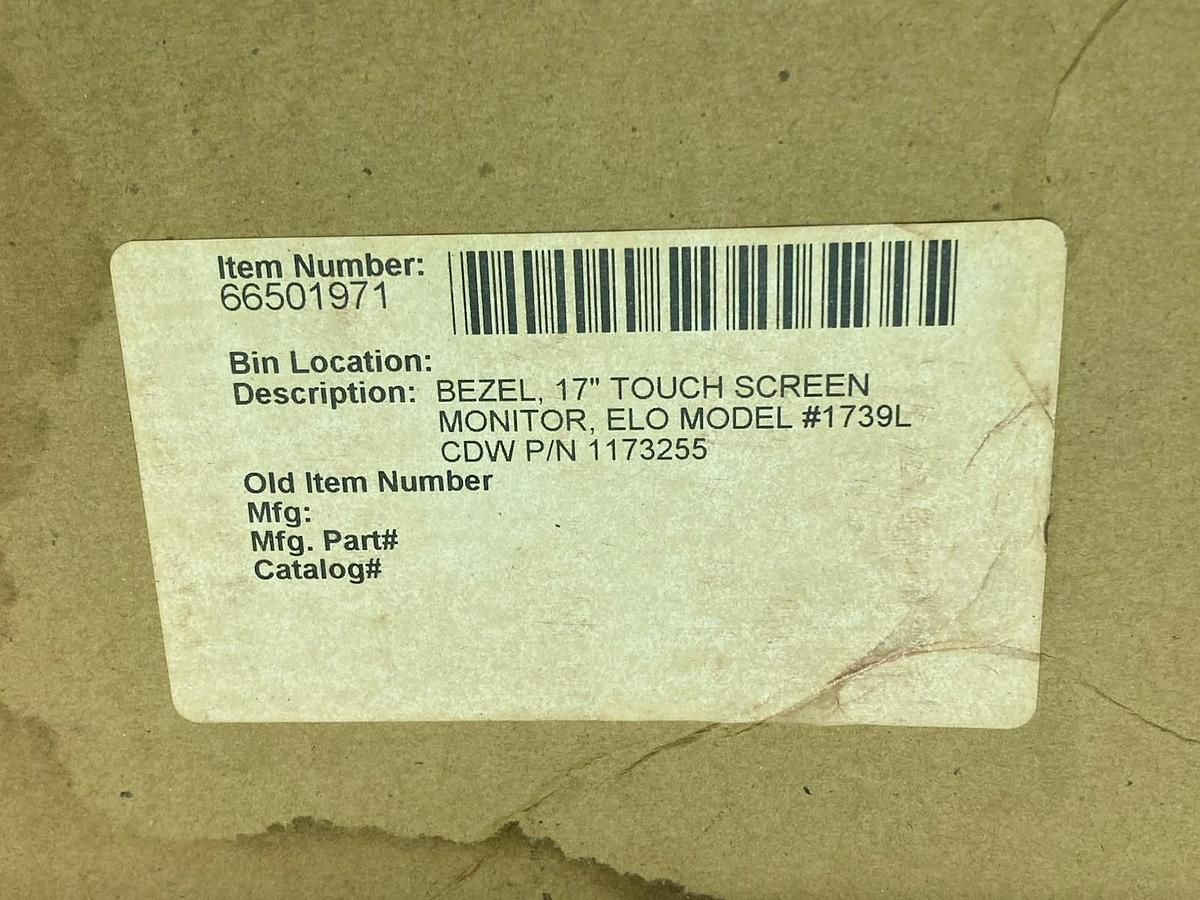 Item Number:
66501971
Bin Location:
Description: BEZEL, 17" TOUCH SCREEN
MONITOR, ELO MODEL #1739L
CDW P/N 1173255
Old Item Number
Mfg:
Mfg. Part#
Catalog#